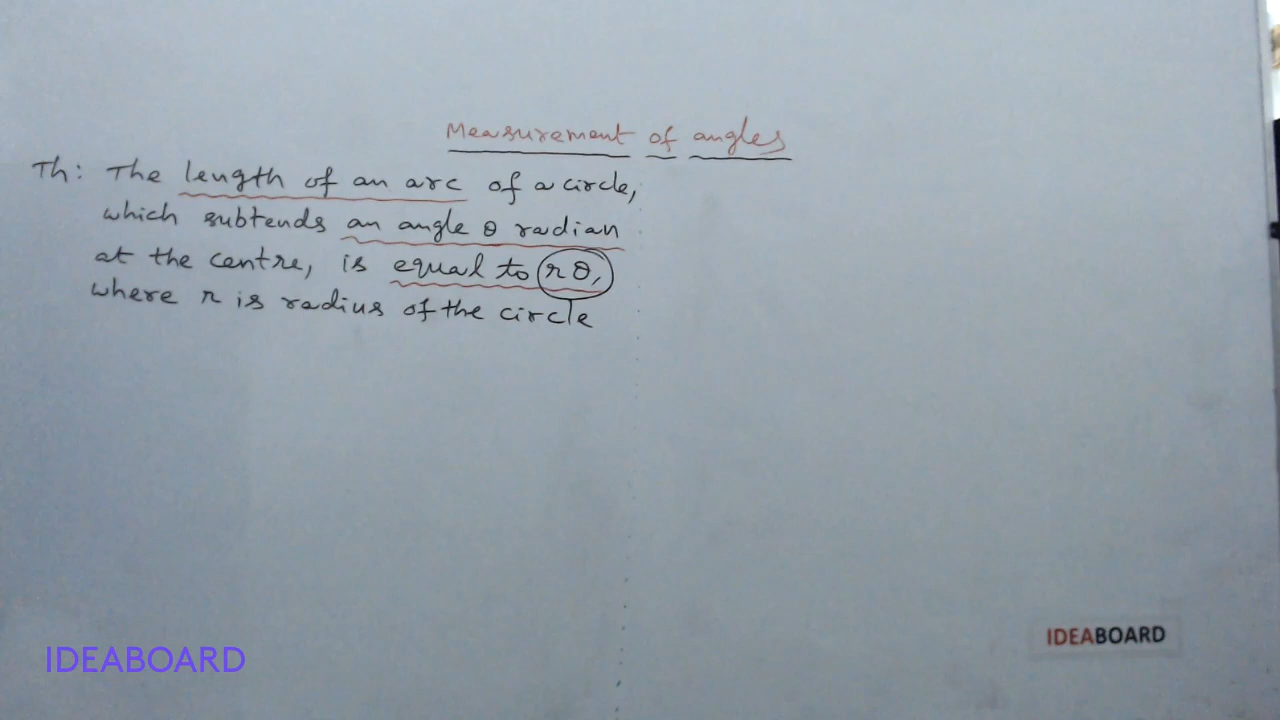 Measurement of angles
Th: The length of an arc of a circle,
which subtends an angle θ radian
at the centre, is equal to r θ,
where r is radius of the circle
IDEABOARD
IDEABOARD